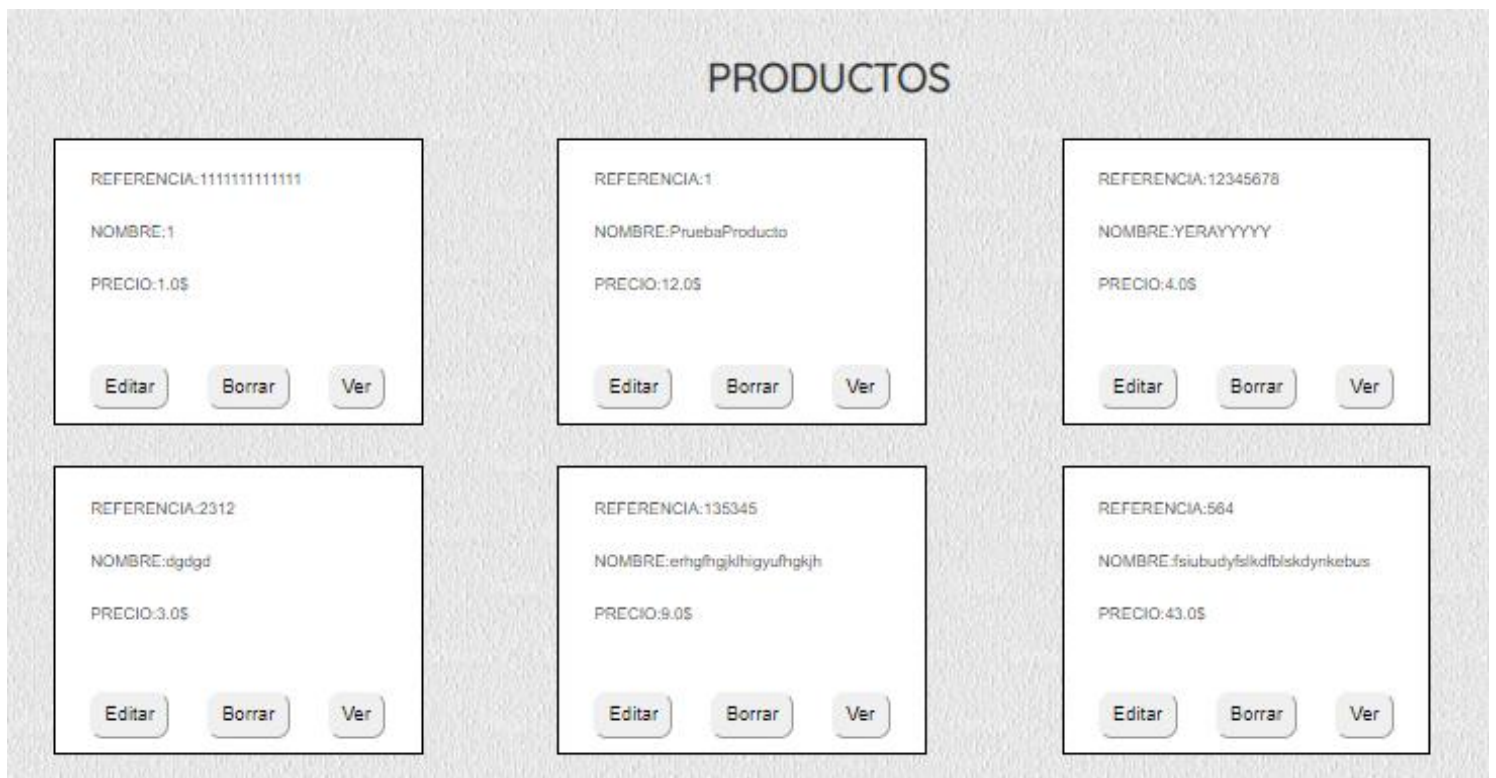 PRODUCTOS
REFERENCIA:1111111111111
NOMBRE:1
PRECIO:1.0$
Editar Borrar Ver
REFERENCIA:1
NOMBRE:PruebaProducto
PRECIO:12.0$
Editar Borrar Ver
REFERENCIA:12345678
NOMBRE:YERAYYYYY
PRECIO:4.0$
Editar Borrar Ver
REFERENCIA:2312
NOMBRE:dgdgd
PRECIO:3.0$
Editar Borrar Ver
REFERENCIA:135345
NOMBRE:erhgfhgjklhigyufhgkjh
PRECIO:9.0$
Editar Borrar Ver
REFERENCIA:564
NOMBRE:fsiubudyfslkdfblskdynkebus
PRECIO:43.0$
Editar Borrar Ver